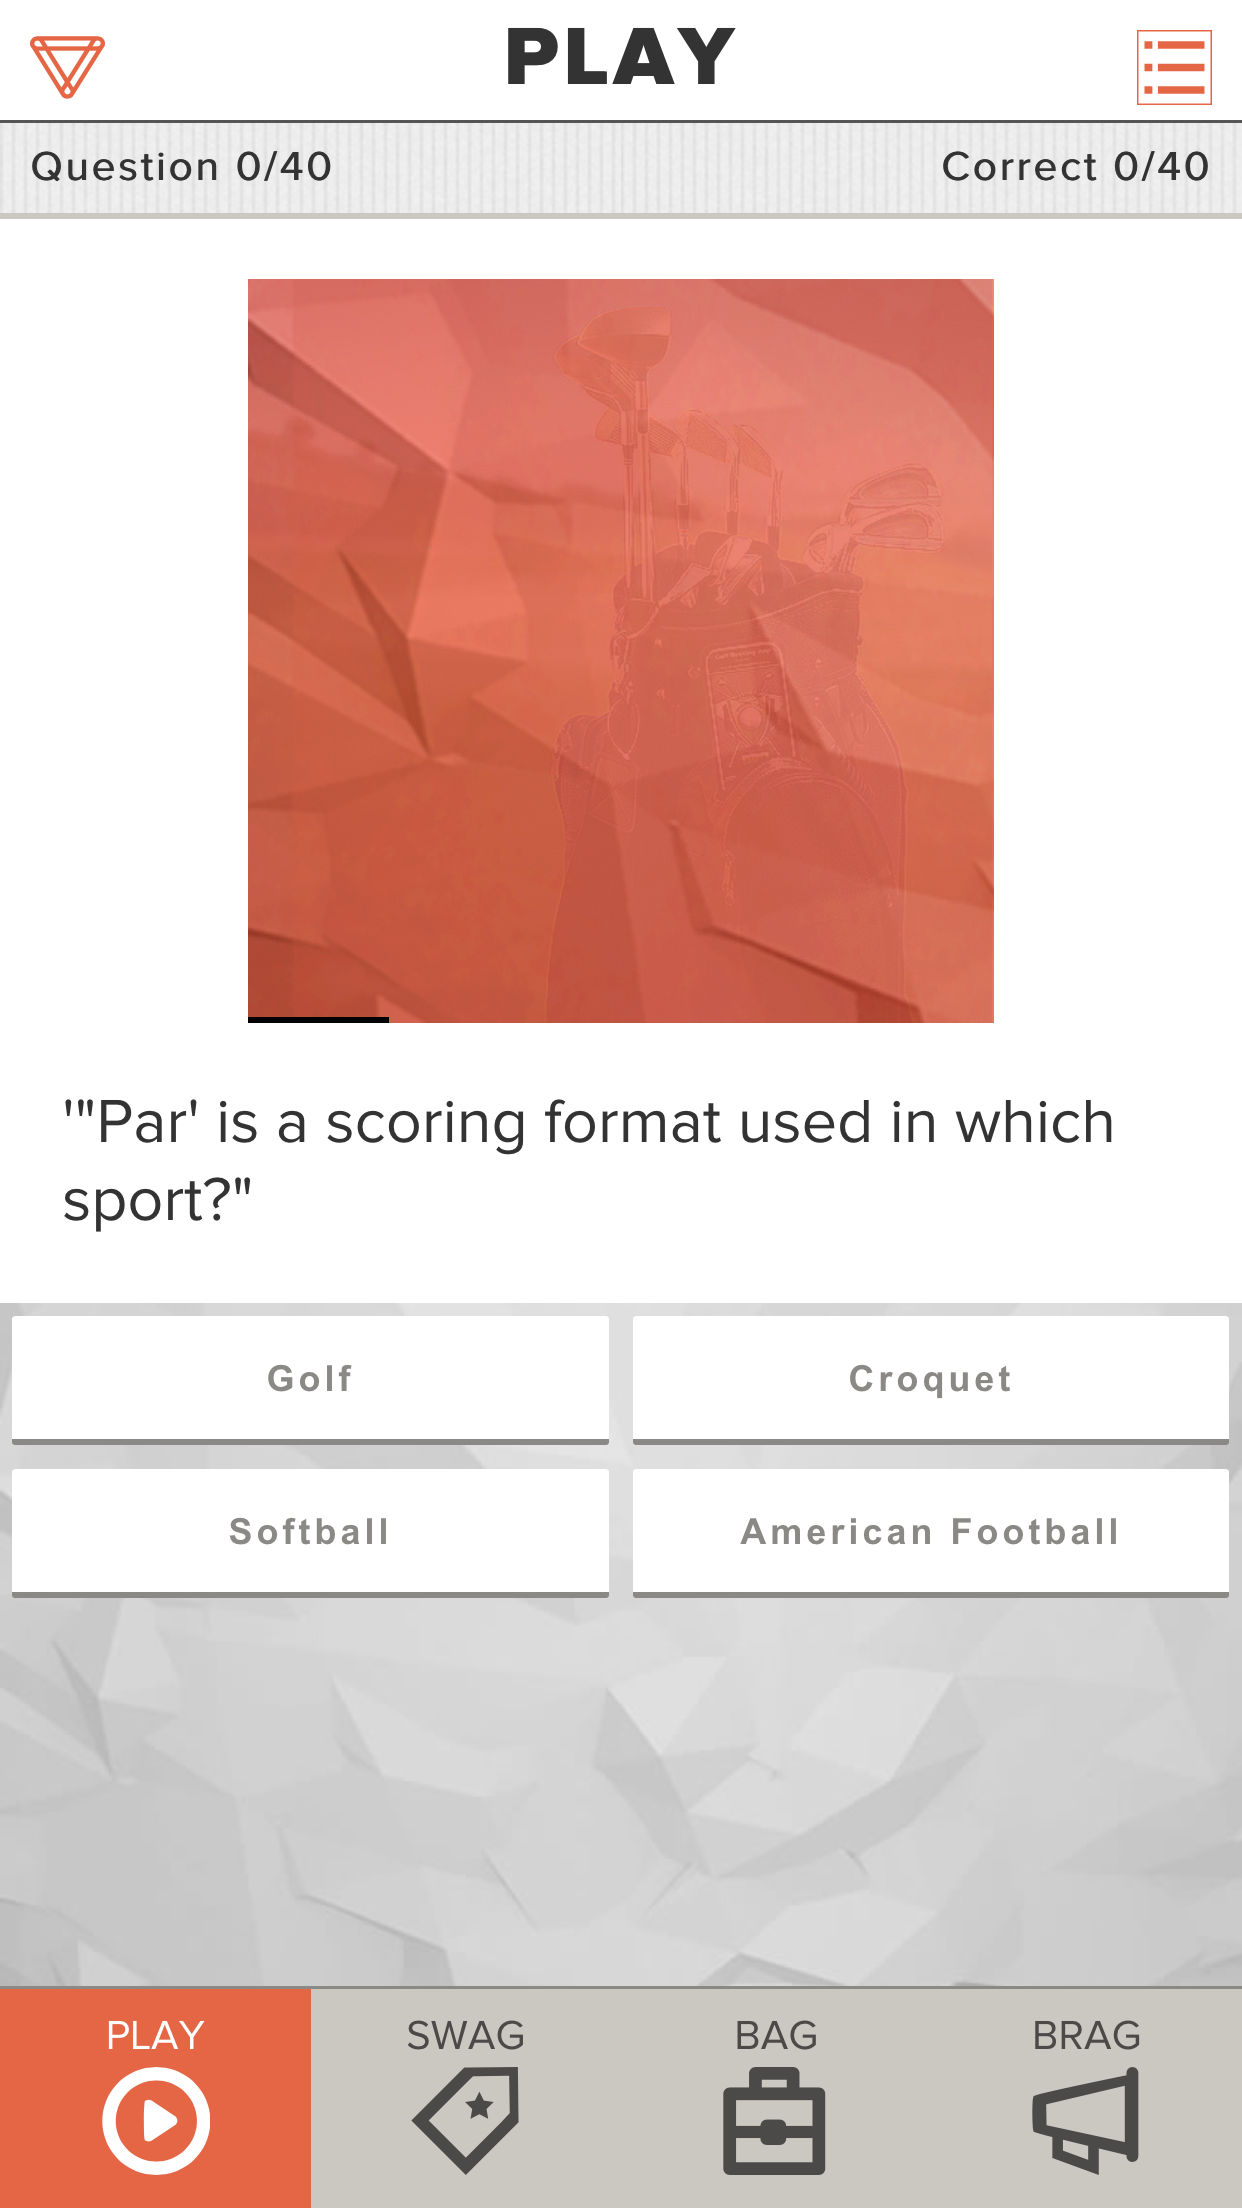 PLAY
Question 0/40
Correct 0/40
'"Par' is a scoring format used in which
sport?"
Golf
Croquet
Softball
American Football
PLAY
SWAG
BAG
BRAG